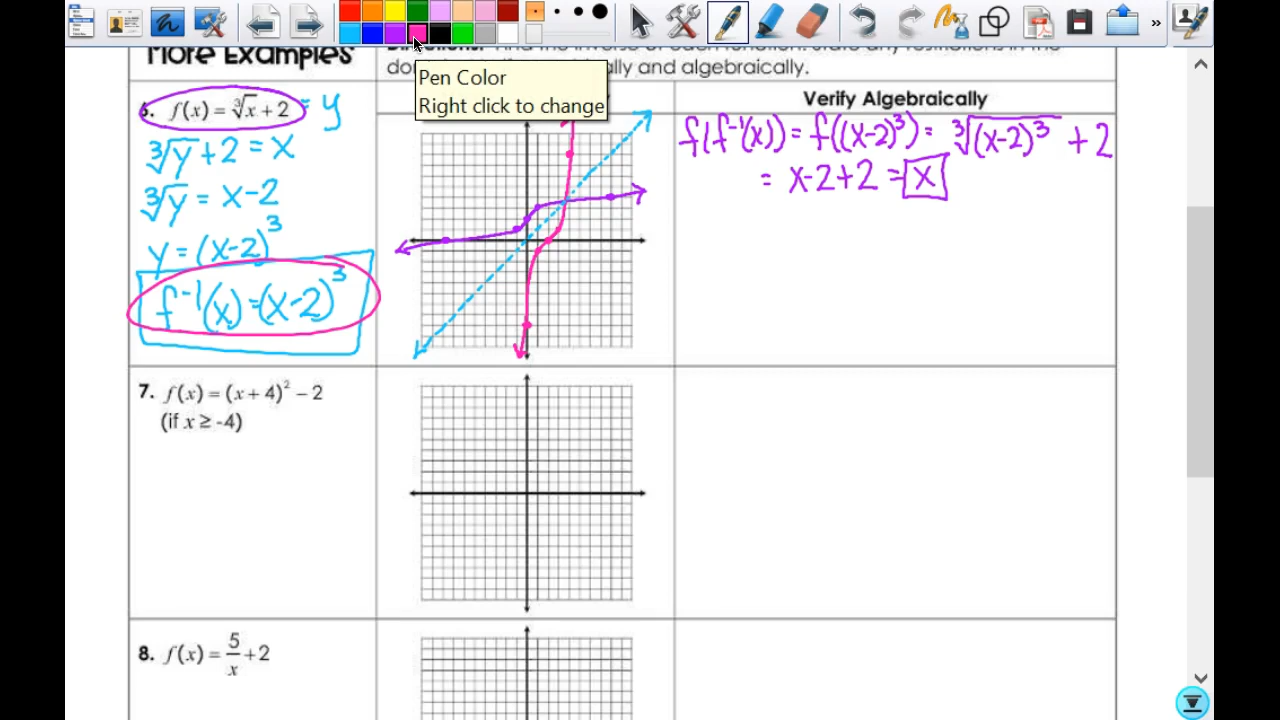 More Examples
ally and algebraically.
Pen Color
Right click to change
Verify Algebraically
6. f(x) = ∛x + 2 = y
∛y + 2 = x
∛y = x - 2
y = (x-2)³
f⁻¹(x) = (x-2)³
f(f⁻¹(x)) = f((x-2)³) = ∛(x-2)³ + 2
= x-2+2 = x
7. f(x) = (x + 4)² − 2
(if x ≥ -4)
8. f(x) = 5/x + 2